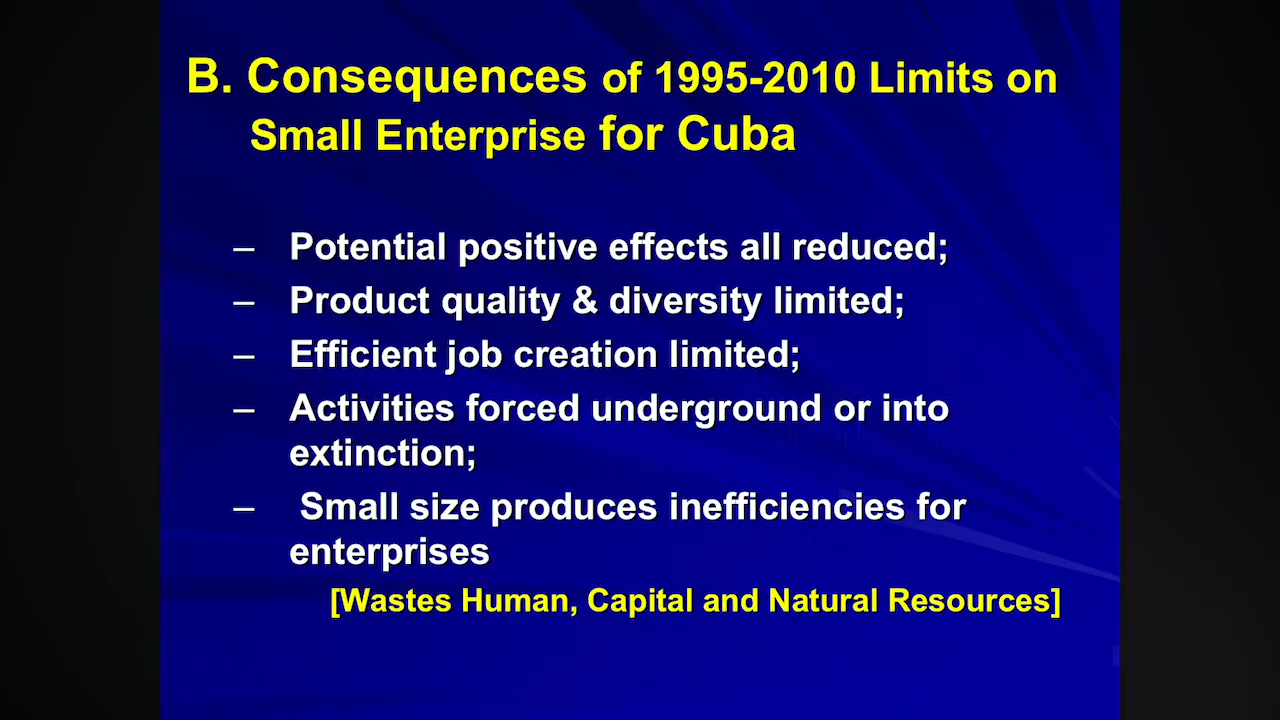 B. Consequences of 1995-2010 Limits on
Small Enterprise for Cuba
– Potential positive effects all reduced;
– Product quality & diversity limited;
– Efficient job creation limited;
– Activities forced underground or into
extinction;
– Small size produces inefficiencies for
enterprises
[Wastes Human, Capital and Natural Resources]